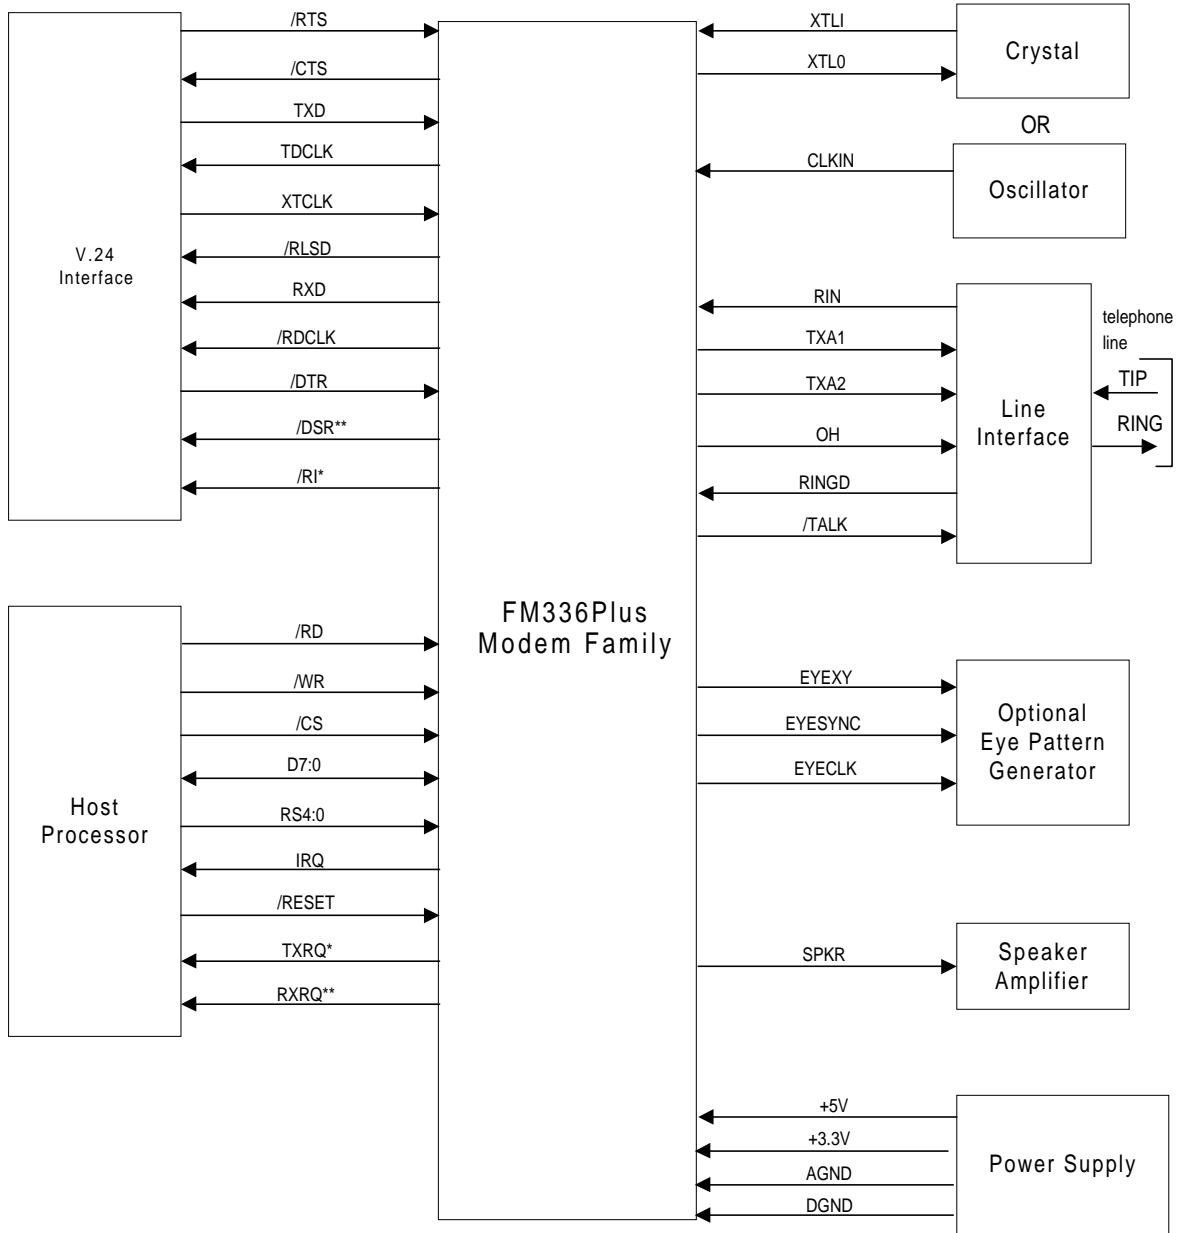 /RTS
/CTS
TXD
TDCLK
XTCLK
/RLSD
RXD
/RDCLK
/DTR
/DSR**
/RI*
V.24
Interface
/RD
/WR
/CS
D7:0
RS4:0
IRQ
/RESET
TXRQ*
RXRQ**
Host
Processor
FM336Plus
Modem Family
XTLI
XTL0
Crystal
OR
CLKIN
Oscillator
RIN
TXA1
TXA2
OH
RINGD
/TALK
Line
Interface
telephone
line
TIP
RING
EYEXY
EYESYNC
EYECLK
Optional
Eye Pattern
Generator
SPKR
Speaker
Amplifier
+5V
+3.3V
AGND
DGND
Power Supply